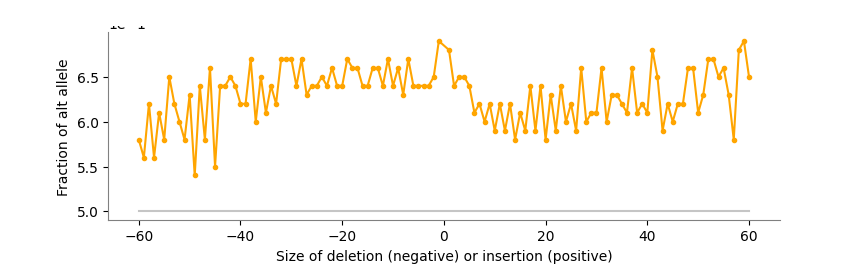 6.5
6.0
5.5
5.0
Fraction of alt allele
−60 −40 −20 0 20 40 60
Size of deletion (negative) or insertion (positive)